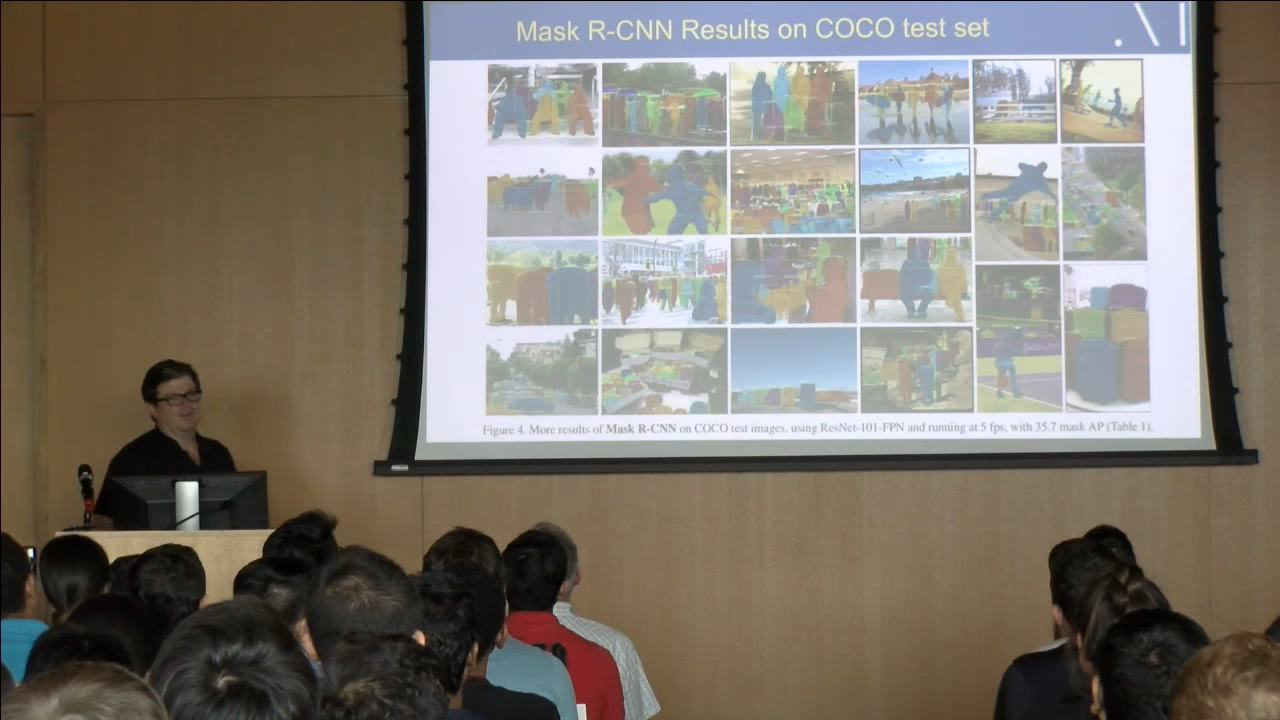 Mask R-CNN Results on COCO test set
Figure 4. More results of Mask R-CNN on COCO test images, using ResNet-101-FPN and running at 5 fps, with 35.7 mask AP (Table 1).